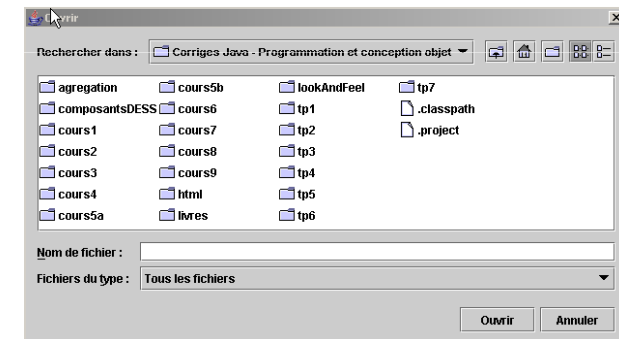 Ouvrir
Rechercher dans : Corriges Java - Programmation et conception objet
agregation cours5b lookAndFeel tp7
composantsDESS cours6 tp1 .classpath
cours1 cours7 tp2 .project
cours2 cours8 tp3
cours3 cours9 tp4
cours4 html tp5
cours5a livres tp6
Nom de fichier :
Fichiers du type : Tous les fichiers
Ouvrir Annuler